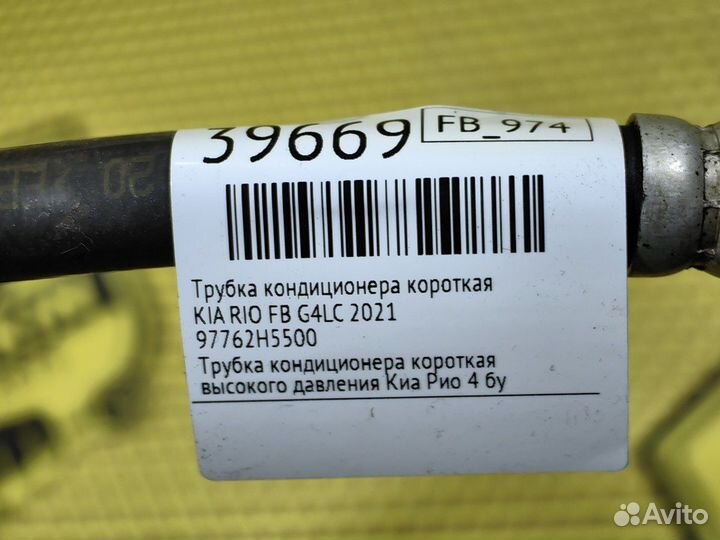 39669
FB_974
Трубка кондиционера короткая
KIA RIO FB G4LC 2021
97762H5500
Трубка кондиционера короткая
высокого давления Киа Рио 4 бу
Avito